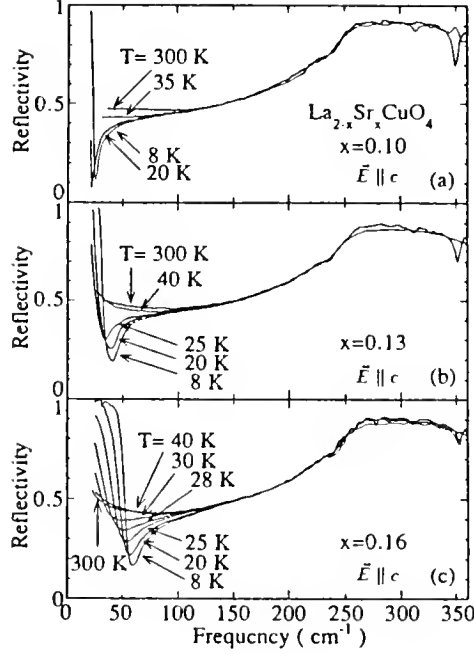 1
T= 300 K
35 K
Reflectivity
0.5
La2-xSrxCuO4
8 K
x=0.10
20 K
E⃗ ∥ c
(a)
0
T= 300 K
40 K
Reflectivity
0.5
25 K
x=0.13
20 K
8 K
E⃗ ∥ c
(b)
0
1
T= 40 K
30 K
28 K
Reflectivity
0.5
300 K
25 K
x=0.16
20 K
8 K
E⃗ ∥ c
(c)
0
0 50 100 150 200 250 300 350
Frequency ( cm-1)